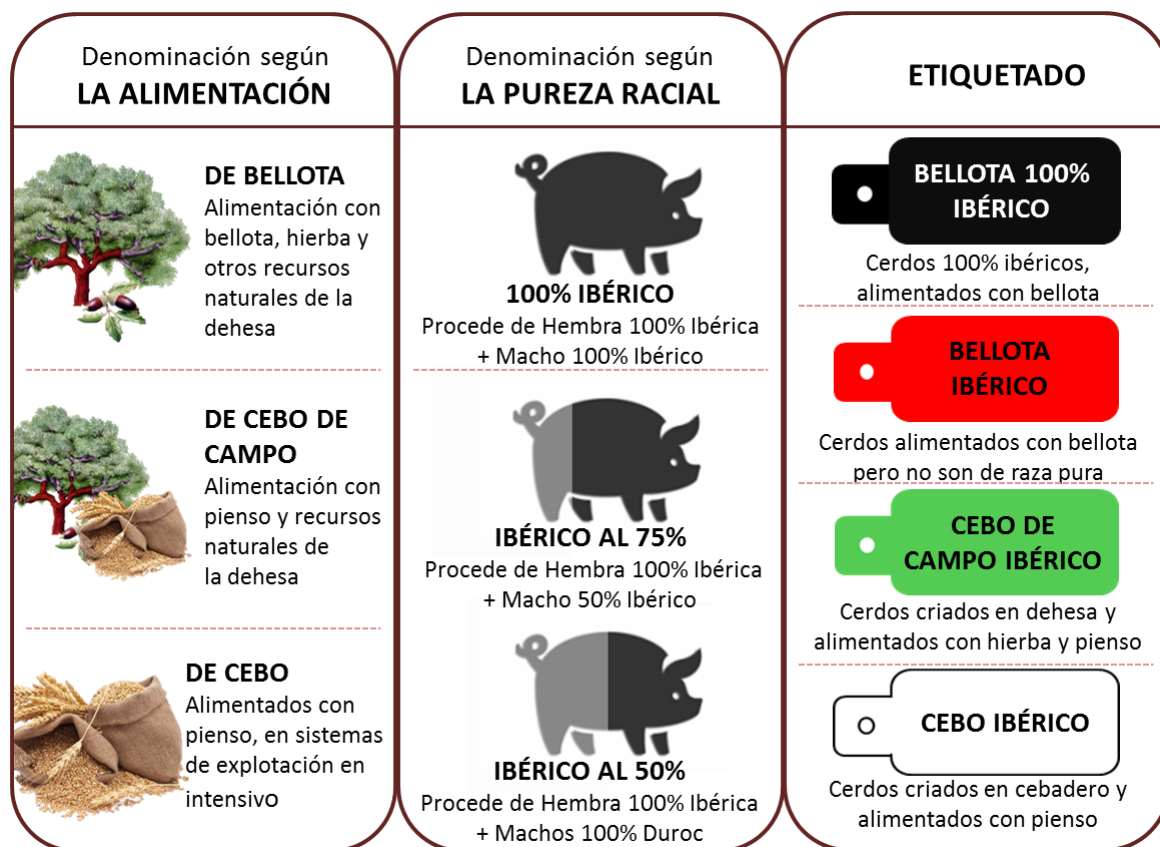 Denominación según
LA ALIMENTACIÓN
DE BELLOTA
Alimentación con
bellota, hierba y
otros recursos
naturales de la
dehesa
DE CEBO DE
CAMPO
Alimentación con
pienso y recursos
naturales de
la dehesa
DE CEBO
Alimentados con
pienso, en sistemas
de explotación en
intensivo
Denominación según
LA PUREZA RACIAL
100% IBÉRICO
Procede de Hembra 100% Ibérica
+ Macho 100% Ibérico
IBÉRICO AL 75%
Procede de Hembra 100% Ibérica
+ Macho 50% Ibérico
IBÉRICO AL 50%
Procede de Hembra 100% Ibérica
+ Machos 100% Duroc
ETIQUETADO
BELLOTA 100%
IBÉRICO
Cerdos 100% ibéricos,
alimentados con bellota
BELLOTA
IBÉRICO
Cerdos alimentados con bellota
pero no son de raza pura
CEBO DE
CAMPO IBÉRICO
Cerdos criados en dehesa y
alimentados con hierba y pienso
CEBO IBÉRICO
Cerdos criados en cebadero y
alimentados con pienso